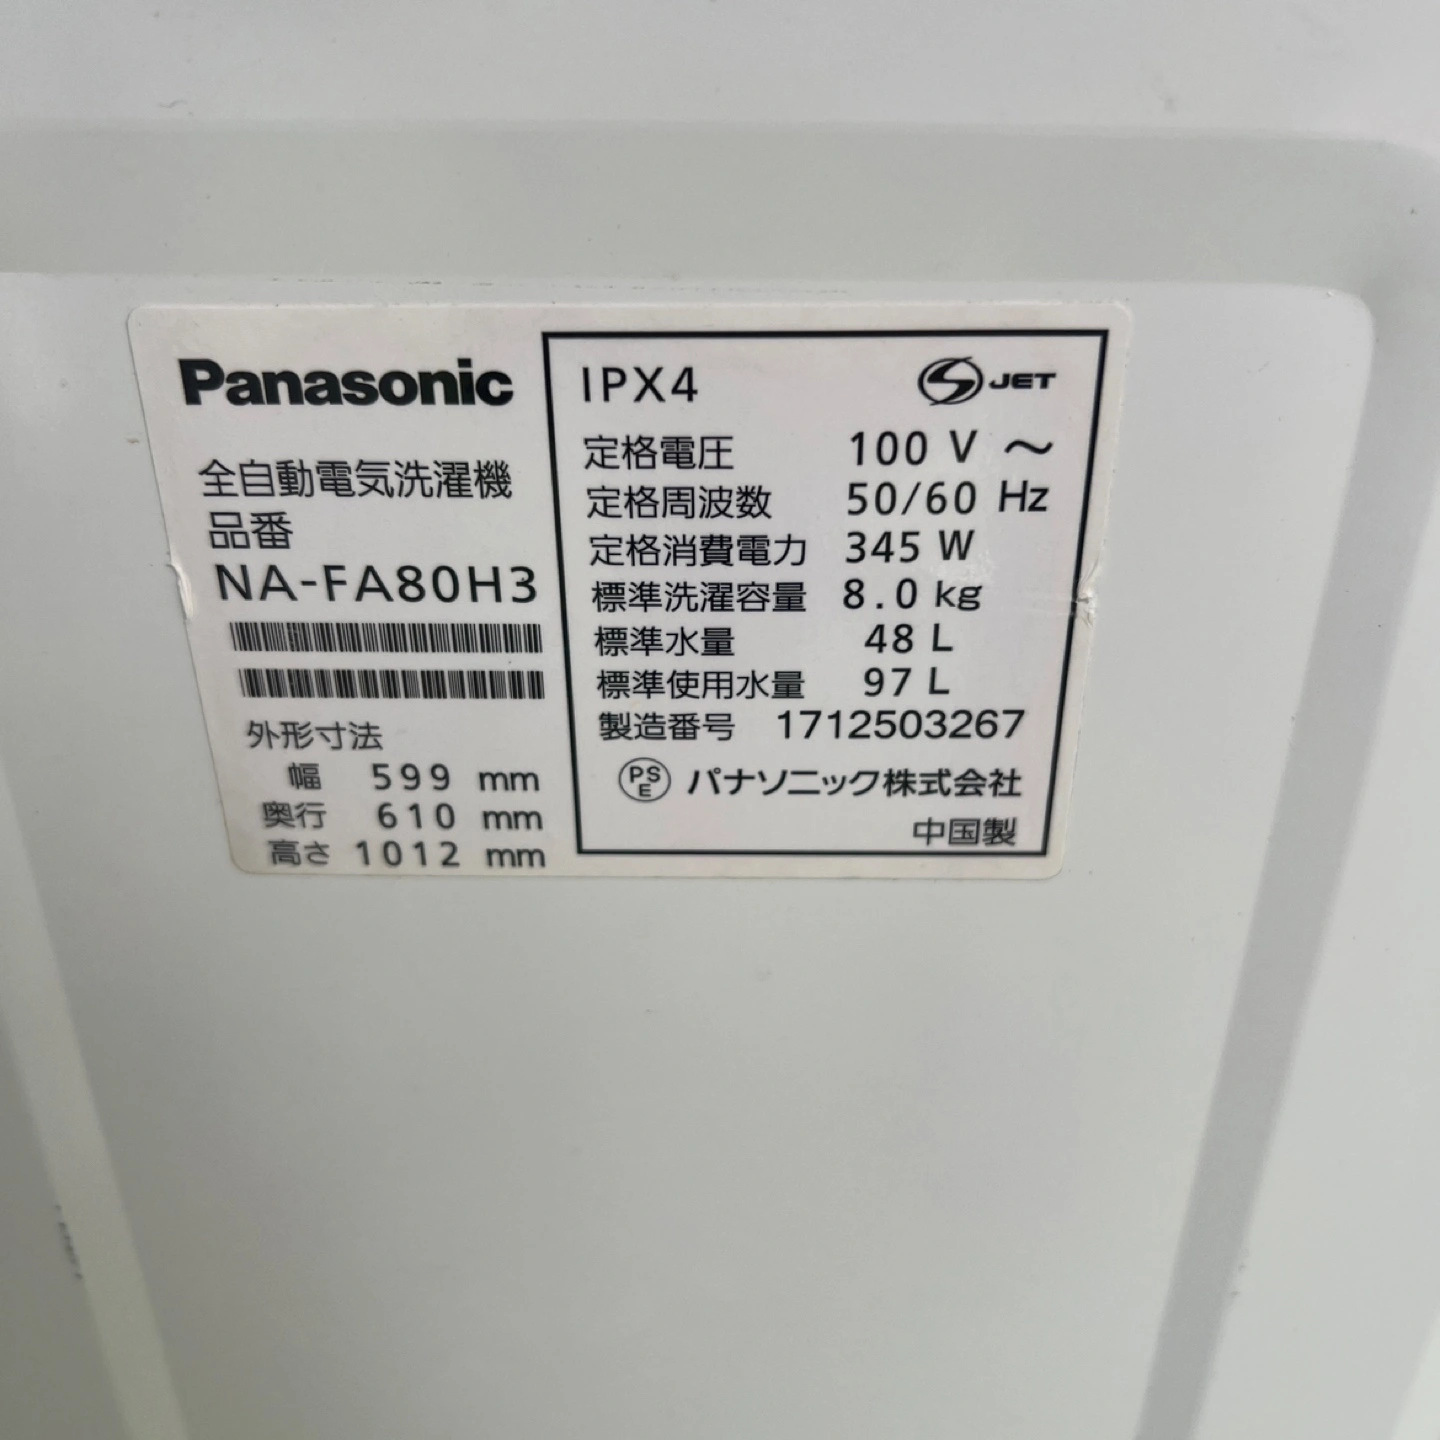 Panasonic
全自動電気洗濯機
品番
NA-FA80H3
外形寸法
幅 599 mm
奥行 610 mm
高さ 1012 mm
IPX4
S JET
定格電圧 100 V ～
定格周波数 50/60 Hz
定格消費電力 345 W
標準洗濯容量 8.0 kg
標準水量 48 L
標準使用水量 97 L
製造番号 1712503267
PSE パナソニック株式会社
中国製